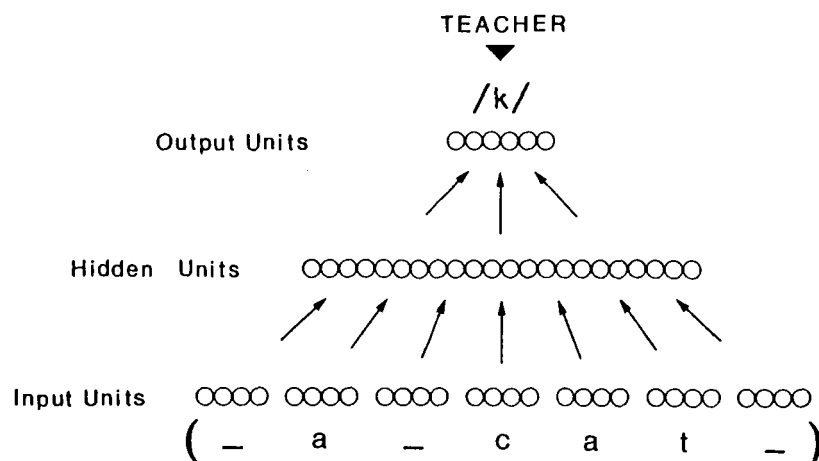 TEACHER
/k/
Output Units
Hidden Units
Input Units
( _ a _ c a t _ )